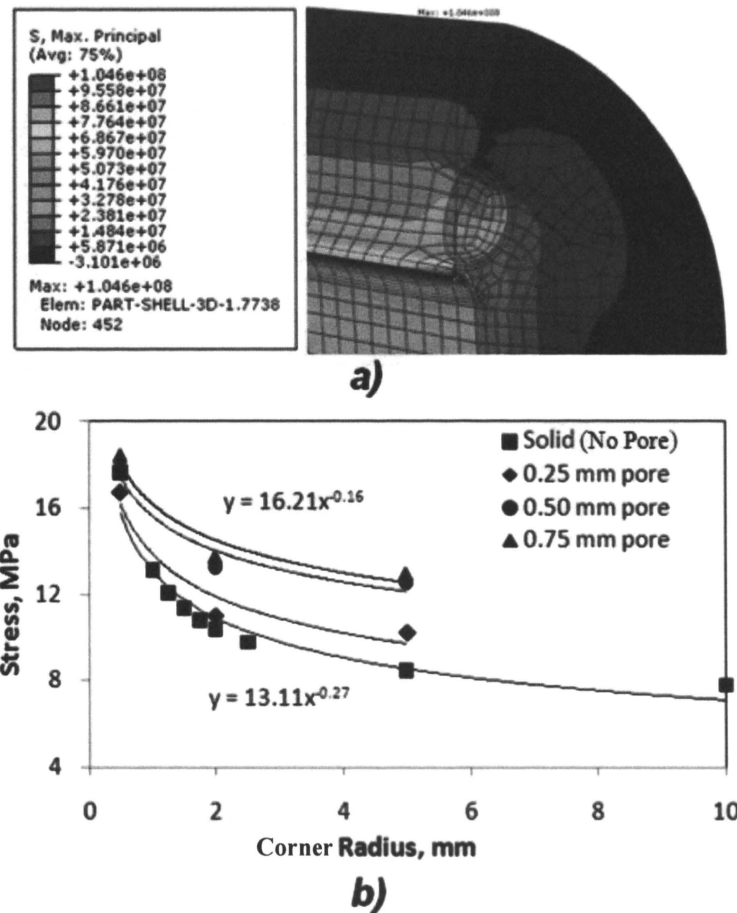 S, Max. Principal
(Avg: 75%)
+1.046e+08
+9.558e+07
+8.661e+07
+7.764e+07
+6.867e+07
+5.970e+07
+5.073e+07
+4.176e+07
+3.278e+07
+2.381e+07
+1.484e+07
+5.871e+06
-3.101e+06
Max: +1.046e+08
Elem: PART-SHELL-3D-1.7738
Node: 452
Max: +1.046e+008
a)
20
16
12
8
4
Stress, MPa
Solid (No Pore)
0.25 mm pore
0.50 mm pore
0.75 mm pore
y = 16.21x^-0.16
y = 13.11x^-0.27
0 2 4 6 8 10
Corner Radius, mm
b)